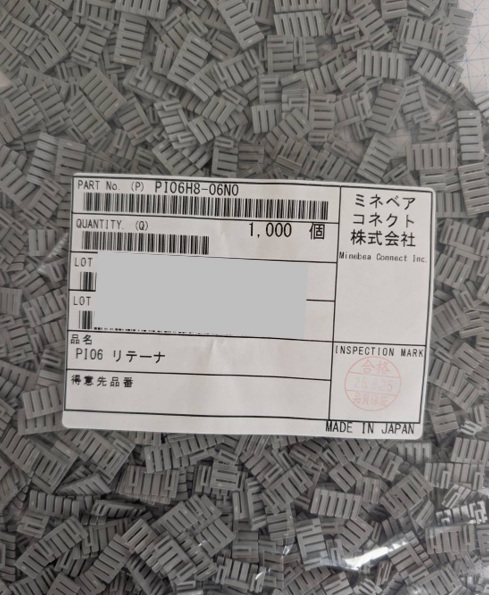 PART No. (P) PI06H8-06N0
QUANTITY. (Q) 1,000 個
LOT
LOT
品名
PI06 リテーナ
得意先品番
ミネベア
コネクト
株式会社
Minebea Connect Inc.
INSPECTION MARK
合格
MADE IN JAPAN